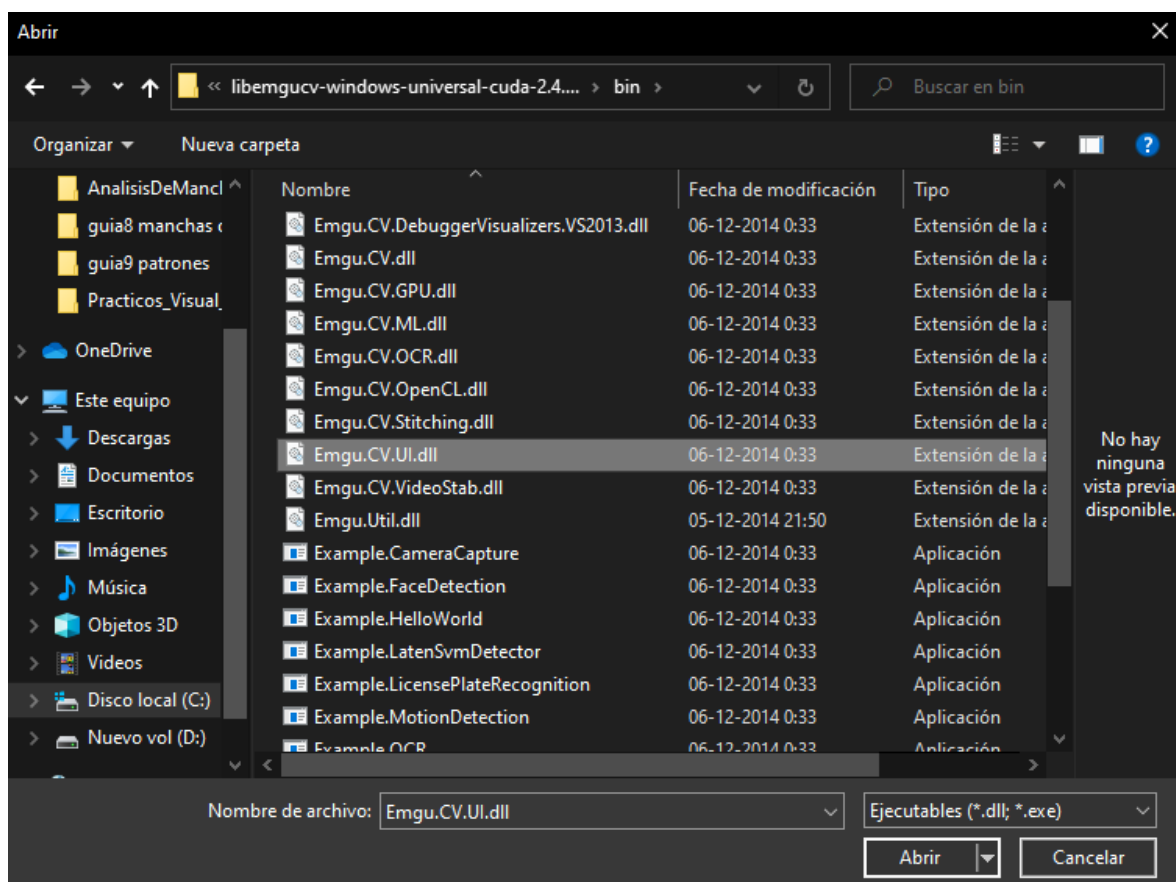 Abrir
« libemgucv-windows-universal-cuda-2.4.... › bin ›
Buscar en bin
Organizar
Nueva carpeta
AnalisisDeMancl
guia8 manchas
guia9 patrones
Practicos_Visual_
OneDrive
Este equipo
Descargas
Documentos
Escritorio
Imágenes
Música
Objetos 3D
Videos
Disco local (C:)
Nuevo vol (D:)
Nombre Fecha de modificación Tipo
Emgu.CV.DebuggerVisualizers.VS2013.dll 06-12-2014 0:33 Extensión de la
Emgu.CV.dll 06-12-2014 0:33 Extensión de la
Emgu.CV.GPU.dll 06-12-2014 0:33 Extensión de la
Emgu.CV.ML.dll 06-12-2014 0:33 Extensión de la
Emgu.CV.OCR.dll 06-12-2014 0:33 Extensión de la
Emgu.CV.OpenCL.dll 06-12-2014 0:33 Extensión de la
Emgu.CV.Stitching.dll 06-12-2014 0:33 Extensión de la
Emgu.CV.UI.dll 06-12-2014 0:33 Extensión de la
Emgu.CV.VideoStab.dll 06-12-2014 0:33 Extensión de la
Emgu.Util.dll 05-12-2014 21:50 Extensión de la
Example.CameraCapture 06-12-2014 0:33 Aplicación
Example.FaceDetection 06-12-2014 0:33 Aplicación
Example.HelloWorld 06-12-2014 0:33 Aplicación
Example.LatenSvmDetector 06-12-2014 0:33 Aplicación
Example.LicensePlateRecognition 06-12-2014 0:33 Aplicación
Example.MotionDetection 06-12-2014 0:33 Aplicación
Example.OCR 06-12-2014 0:33 Aplicación
No hay
ninguna
vista previa
disponible.
Nombre de archivo: Emgu.CV.UI.dll
Ejecutables (*.dll; *.exe)
Abrir
Cancelar